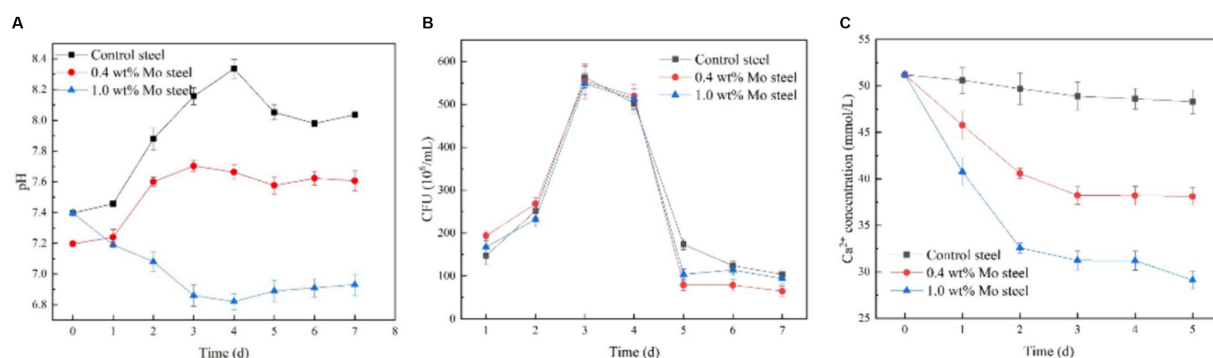 A
Control steel
0.4 wt% Mo steel
1.0 wt% Mo steel
8.4
8.2
8.0
7.8
7.6
7.4
7.2
7.0
6.8
pH
0 1 2 3 4 5 6 7 8
Time (d)
B
Control steel
0.4 wt% Mo steel
1.0 wt% Mo steel
600
500
400
300
200
100
0
CFU (10⁶/mL)
1 2 3 4 5 6 7
Time (d)
C
55
50
45
40
35
30
25
Ca²⁺ concentration (mmol/L)
Control steel
0.4 wt% Mo steel
1.0 wt% Mo steel
0 1 2 3 4 5
Time (d)